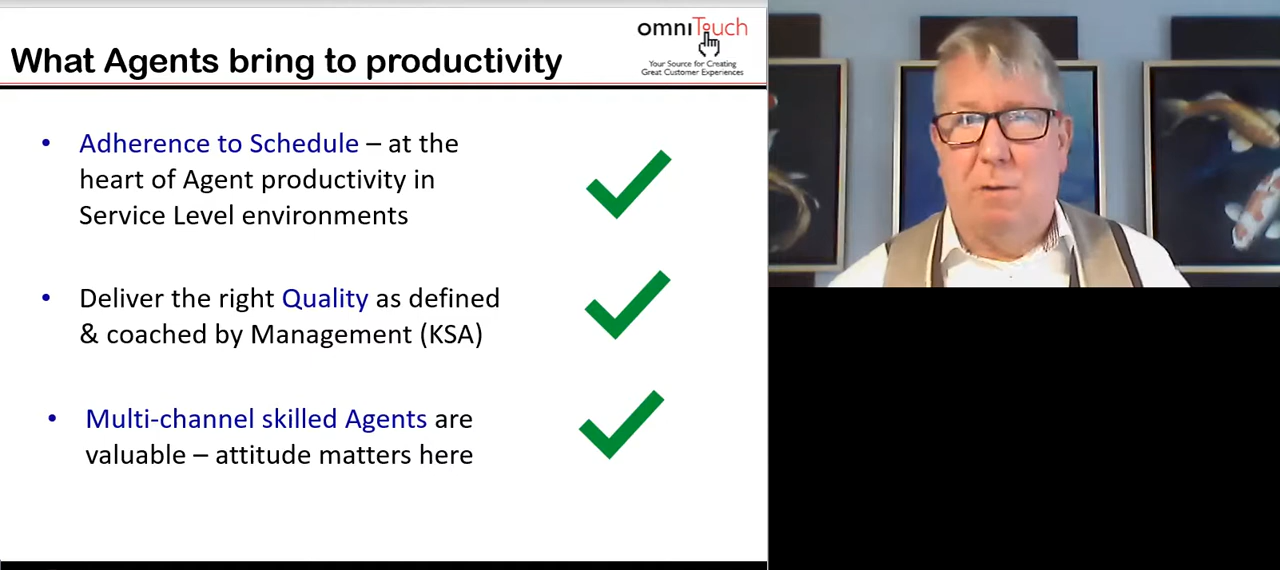 What Agents bring to productivity
omniTouch
Your Source for Creating
Great Customer Experiences
• Adherence to Schedule – at the
heart of Agent productivity in
Service Level environments
• Deliver the right Quality as defined
& coached by Management (KSA)
• Multi-channel skilled Agents are
valuable – attitude matters here